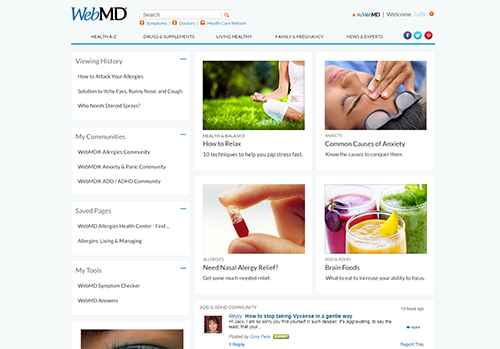 WebMD
Search
Symptoms | Doctors | Health Care Reform
my WebMD | Welcome Judy
HEALTH A-Z DRUGS & SUPPLEMENTS LIVING HEALTHY FAMILY & PREGNANCY NEWS & EXPERTS
Viewing History
How to Attack Your Allergies
Solution to Itchy Eyes, Runny Nose, and Cough
Who Needs Steroid Sprays?
My Communities
WebMD® Allergies Community
WebMD® Anxiety & Panic Community
WebMD® ADD / ADHD Community
Saved Pages
WebMD Allergies Health Center - Find ...
Allergies: Living & Managing
My Tools
WebMD Symptom Checker
WebMD Answers
HEALTH & BALANCE
How to Relax
10 techniques to help you zap stress fast.
ANXIETY
Common Causes of Anxiety
Know the causes to conquer them.
ALLERGIES
Need Nasal Alergy Relief?
Get some much-needed relief.
ADD & ADHD
Brain Foods
What to eat to increase your ability to focus.
ADD & ADHD COMMUNITY
15 hours ago
Reply How to stop taking Vyvanse in a gentle way
Hi Jack, I am so sorry you find yourself in such despair. It's aggravating, to say the
least, that your...
more
Posted by Gina Pera EXPERT
1 Reply
Report This